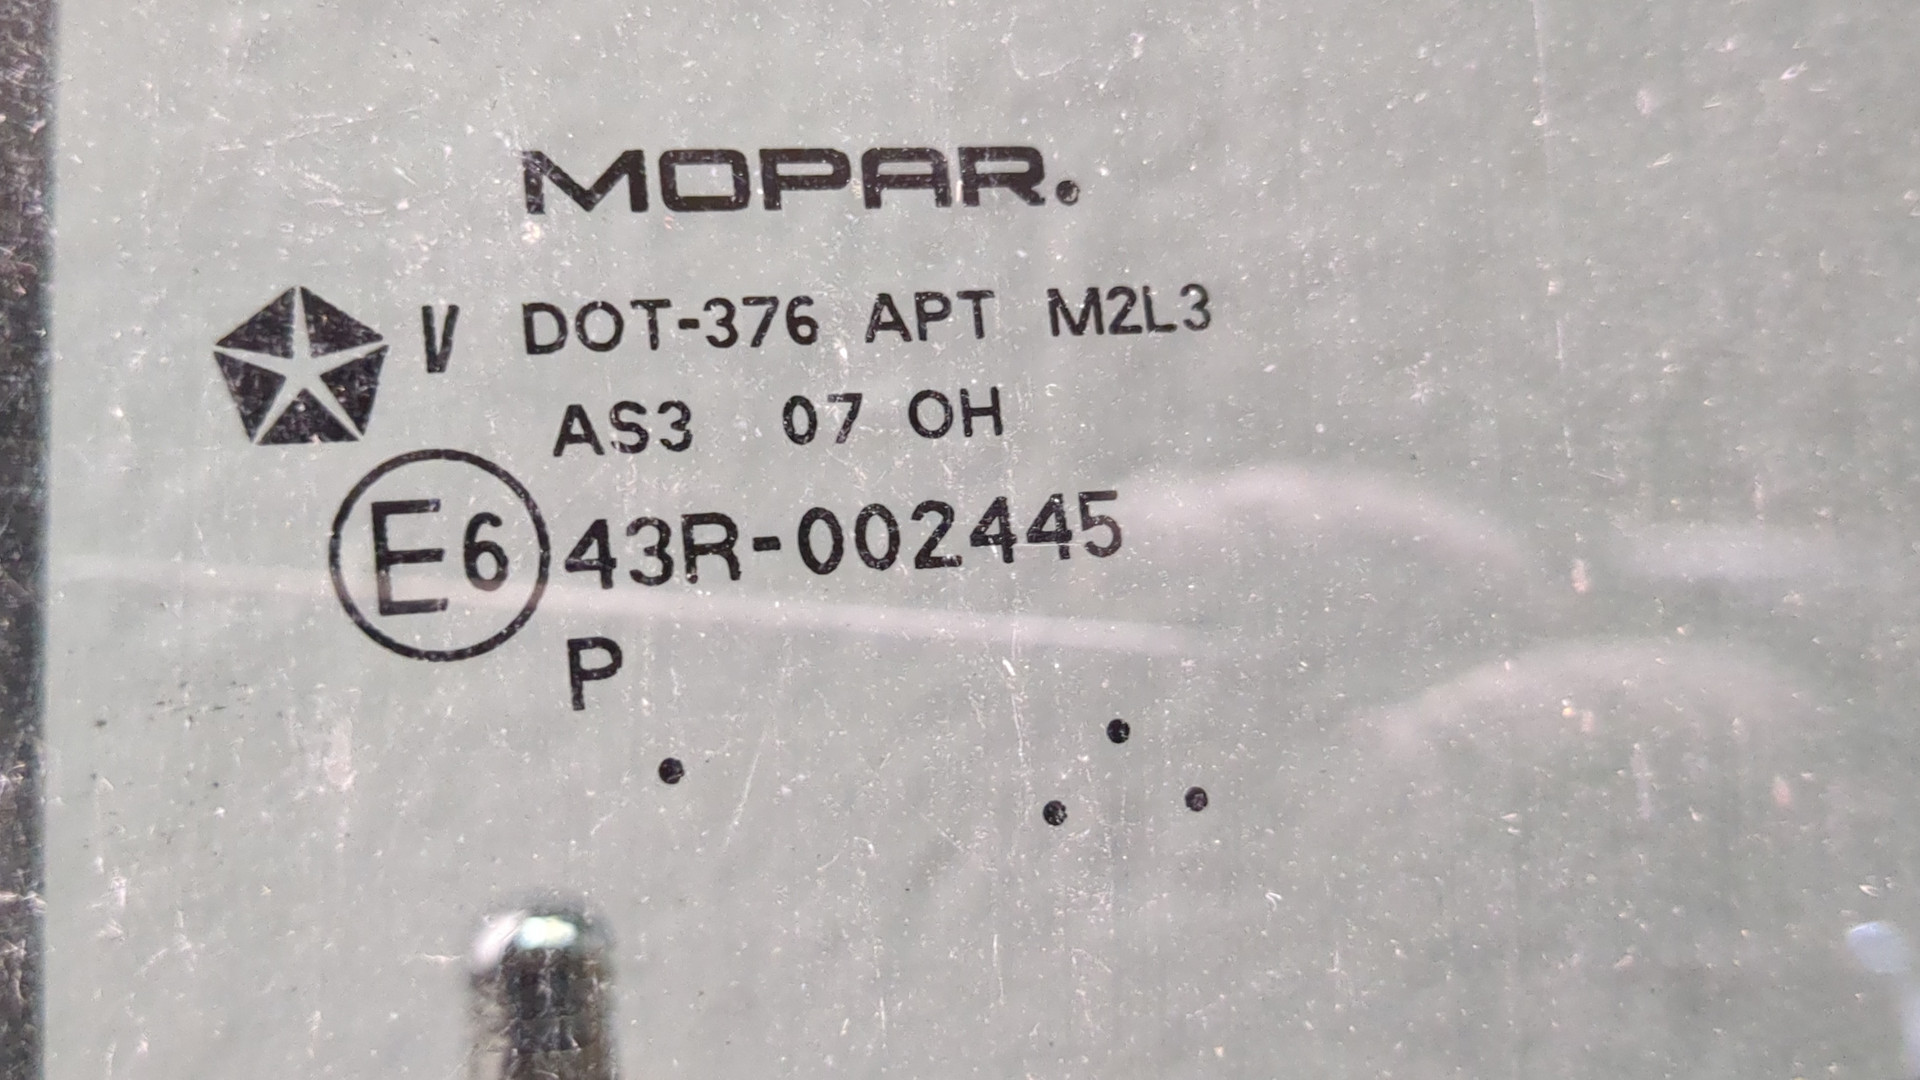 MOPAR.
V DOT-376 APT M2L3
AS3 07 OH
E6 43R-002445
P